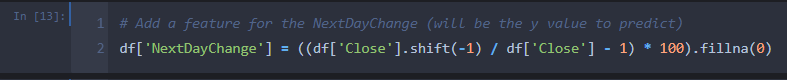 In [13]:
1 # Add a feature for the NextDayChange (will be the y value to predict)
2 df['NextDayChange'] = ((df['Close'].shift(-1) / df['Close'] - 1) * 100).fillna(0)